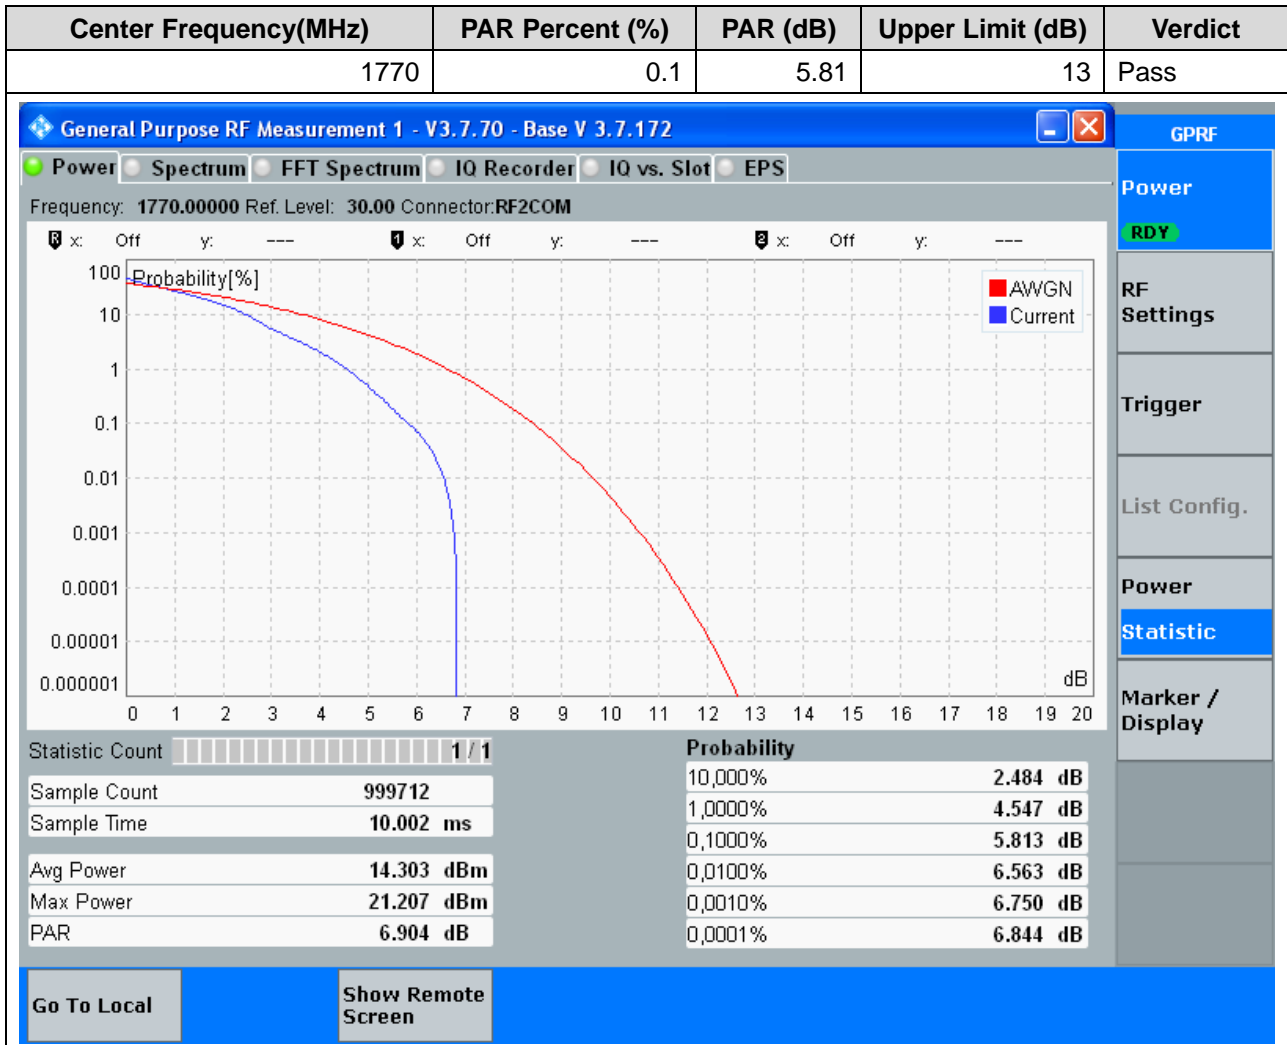 Center Frequency(MHz) PAR Percent (%) PAR (dB) Upper Limit (dB) Verdict
1770 0.1 5.81 13 Pass
General Purpose RF Measurement 1 - V3.7.70 - Base V 3.7.172
GPRF
Power Spectrum FFT Spectrum IQ Recorder IQ vs. Slot EPS
Power
RDY
Frequency: 1770.00000 Ref. Level: 30.00 Connector:RF2COM
R x: Off y: --- 1 x: Off y: --- 2 x: Off y: ---
Probability[%]
AWGN
Current
100
10
1
0.1
0.01
0.001
0.0001
0.00001
0.000001
dB
0 1 2 3 4 5 6 7 8 9 10 11 12 13 14 15 16 17 18 19 20
RF
Settings
Trigger
List Config.
Power
Statistic
Marker /
Display
Statistic Count 1 / 1
Sample Count 999712
Sample Time 10.002 ms
Avg Power 14.303 dBm
Max Power 21.207 dBm
PAR 6.904 dB
Probability
10,000% 2.484 dB
1,0000% 4.547 dB
0,1000% 5.813 dB
0,0100% 6.563 dB
0,0010% 6.750 dB
0,0001% 6.844 dB
Go To Local
Show Remote
Screen